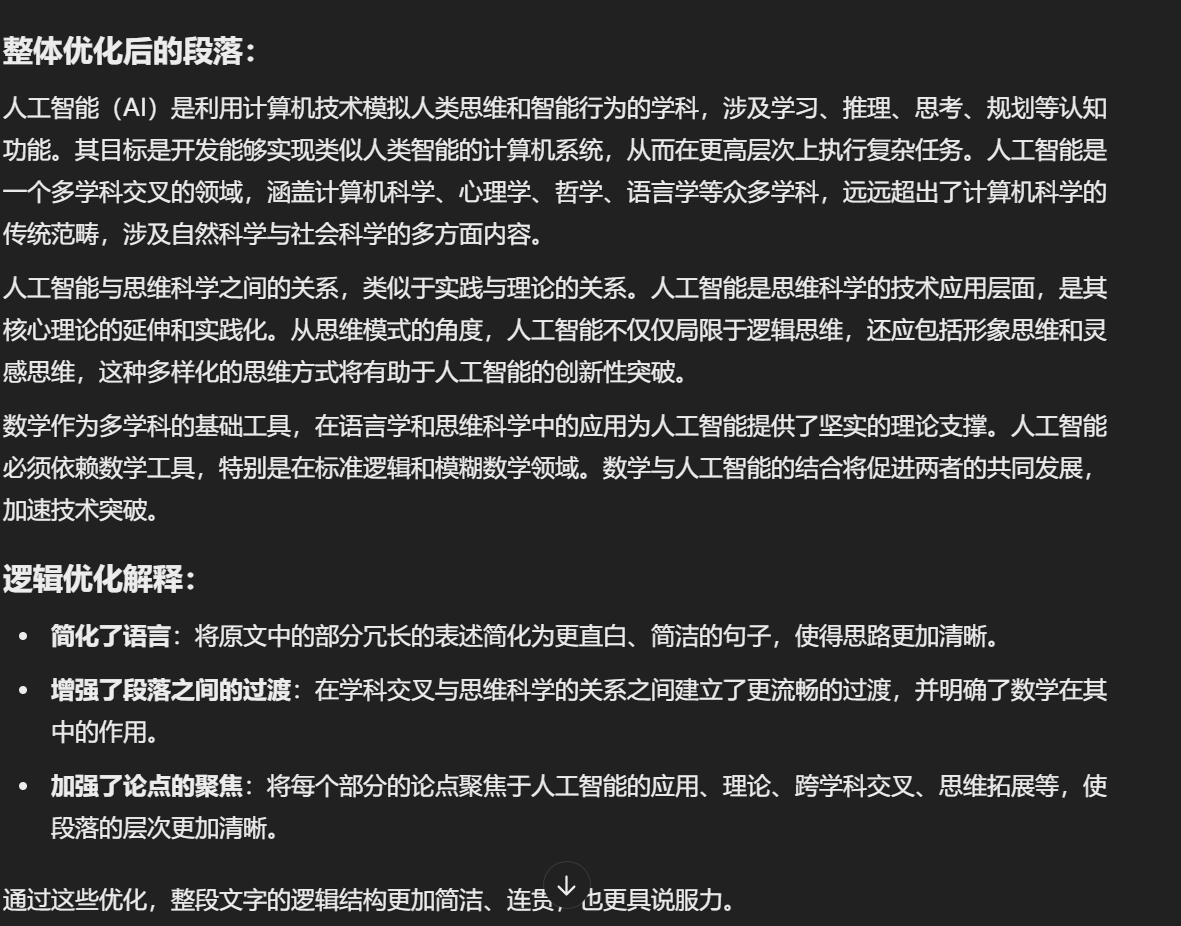 整体优化后的段落：
人工智能（AI）是利用计算机技术模拟人类思维和智能行为的学科，涉及学习、推理、思考、规划等认知
功能。其目标是开发能够实现类似人类智能的计算机系统，从而在更高层次上执行复杂任务。人工智能是
一个多学科交叉的领域，涵盖计算机科学、心理学、哲学、语言学等众多学科，远远超出了计算机科学的
传统范畴，涉及自然科学与社会科学的多方面内容。
人工智能与思维科学之间的关系，类似于实践与理论的关系。人工智能是思维科学的技术应用层面，是其
核心理论的延伸和实践化。从思维模式的角度，人工智能不仅仅局限于逻辑思维，还应包括形象思维和灵
感思维，这种多样化的思维方式将有助于人工智能的创新性突破。
数学作为多学科的基础工具，在语言学和思维科学中的应用为人工智能提供了坚实的理论支撑。人工智能
必须依赖数学工具，特别是在标准逻辑和模糊数学领域。数学与人工智能的结合将促进两者的共同发展，
加速技术突破。
逻辑优化解释：
• 简化了语言：将原文中的部分冗长的表述简化为更直白、简洁的句子，使得思路更加清晰。
• 增强了段落之间的过渡：在学科交叉与思维科学的关系之间建立了更流畅的过渡，并明确了数学在其
中的作用。
• 加强了论点的聚焦：将每个部分的论点聚焦于人工智能的应用、理论、跨学科交叉、思维拓展等，使
段落的层次更加清晰。
通过这些优化，整段文字的逻辑结构更加简洁、连贯，也更具说服力。